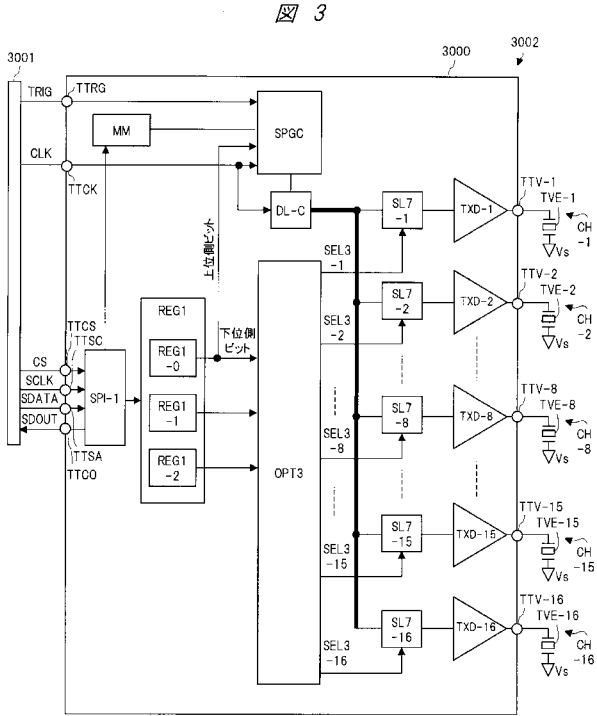 図 3
3001
3000
3002
TRIG
TTRG
MM
SPGC
CLK
TTCK
DL-C
上位側ビット
下位側
ビット
REG1
REG1
-0
REG1
-1
REG1
-2
TTCS
TTSC
CS
SCLK
SDATA
SDOUT
SPI-1
TTSA
TTCO
OPT3
SEL3
-1
SL7
-1
TXD-1
TTV-1
TVE-1
CH
-1
Vs
SEL3
-2
SL7
-2
TXD-2
TTV-2
TVE-2
CH
-2
Vs
SEL3
-8
SL7
-8
TXD-8
TTV-8
TVE-8
CH
-8
Vs
SEL3
-15
SL7
-15
TXD-15
TTV-15
TVE-15
CH
-15
Vs
SEL3
-16
SL7
-16
TXD-16
TTV-16
TVE-16
CH
-16
Vs